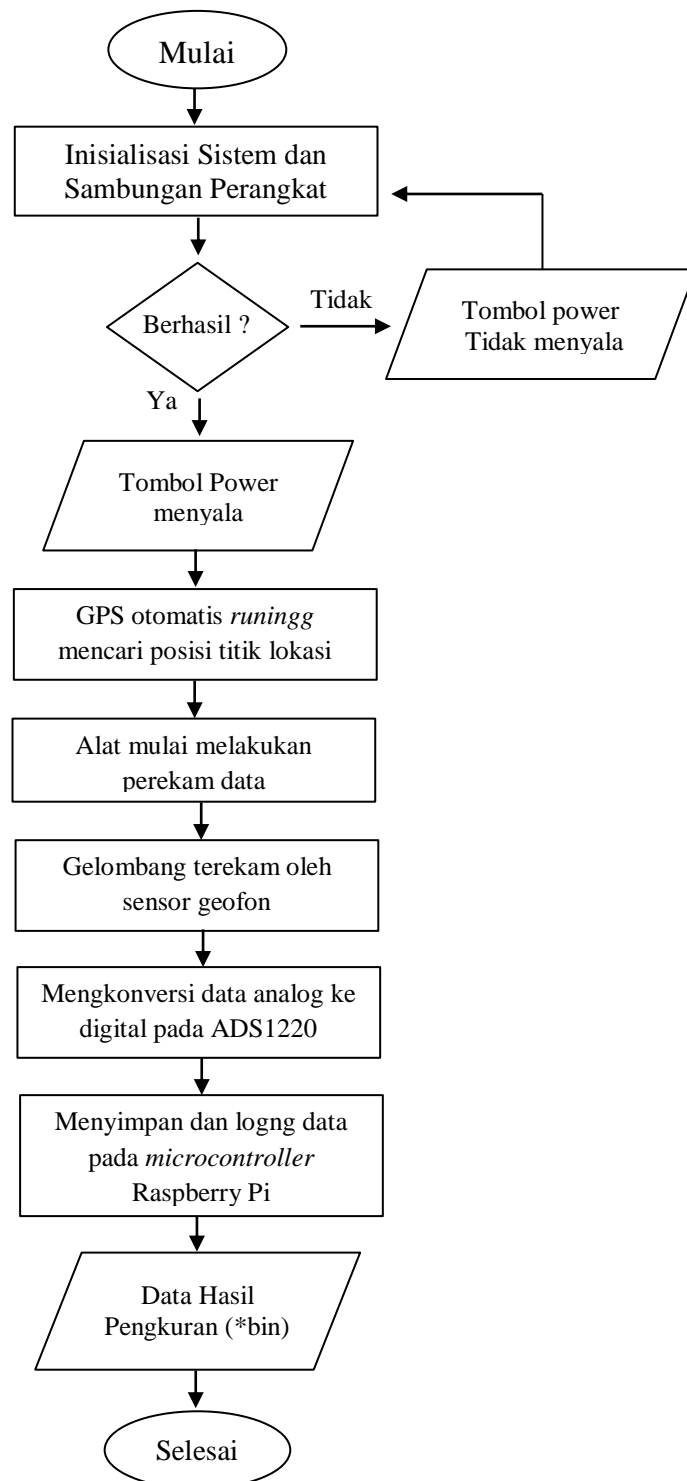 Mulai
Inisialisasi Sistem dan
Sambungan Perangkat
Berhasil ?
Tidak
Tombol power
Tidak menyala
Ya
Tombol Power
menyala
GPS otomatis runingg
mencari posisi titik lokasi
Alat mulai melakukan
perekam data
Gelombang terekam oleh
sensor geofon
Mengkonversi data analog ke
digital pada ADS1220
Menyimpan dan logng data
pada microcontroller
Raspberry Pi
Data Hasil
Pengkuran (*bin)
Selesai